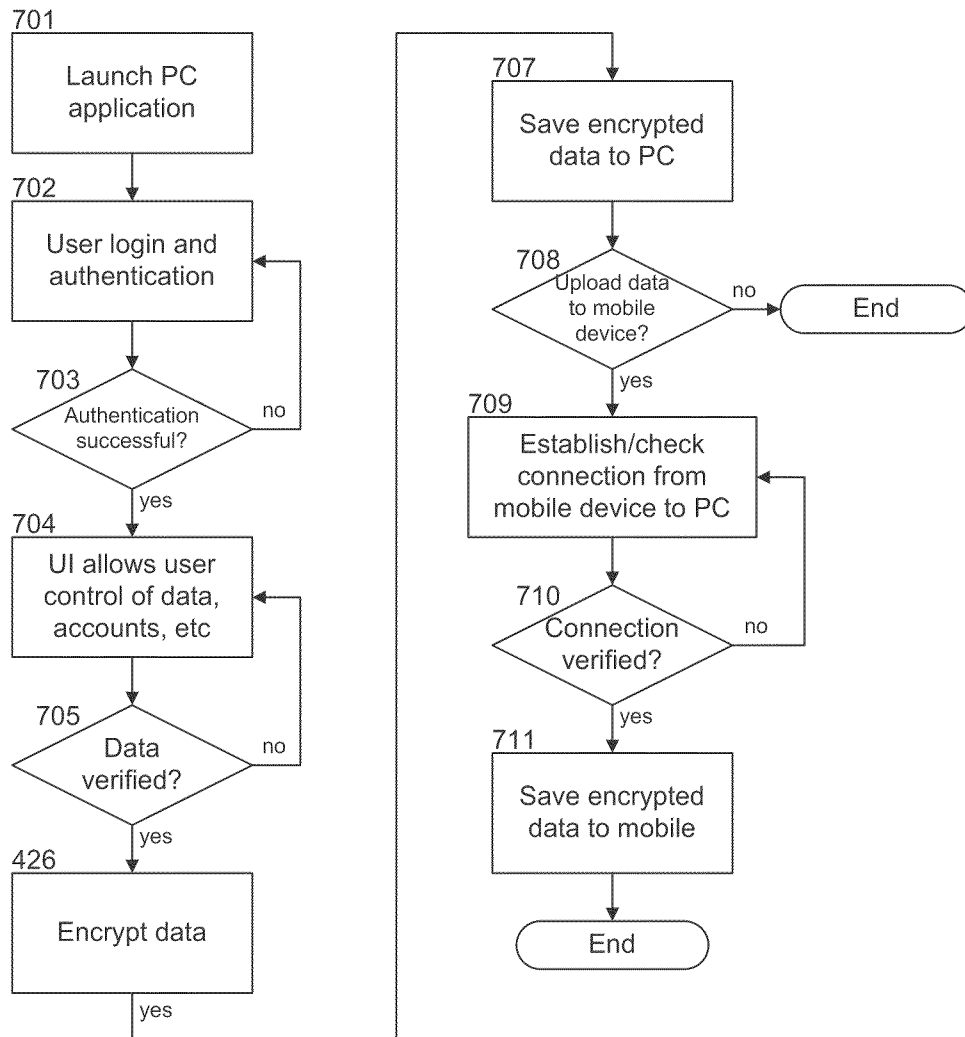 701
Launch PC
application
702
User login and
authentication
703
Authentication
successful?
no
yes
704
UI allows user
control of data,
accounts, etc
705
Data
verified?
no
yes
426
Encrypt data
yes
707
Save encrypted
data to PC
708
Upload data
to mobile
device?
no
End
yes
709
Establish/check
connection from
mobile device to PC
710
Connection
verified?
no
yes
711
Save encrypted
data to mobile
End